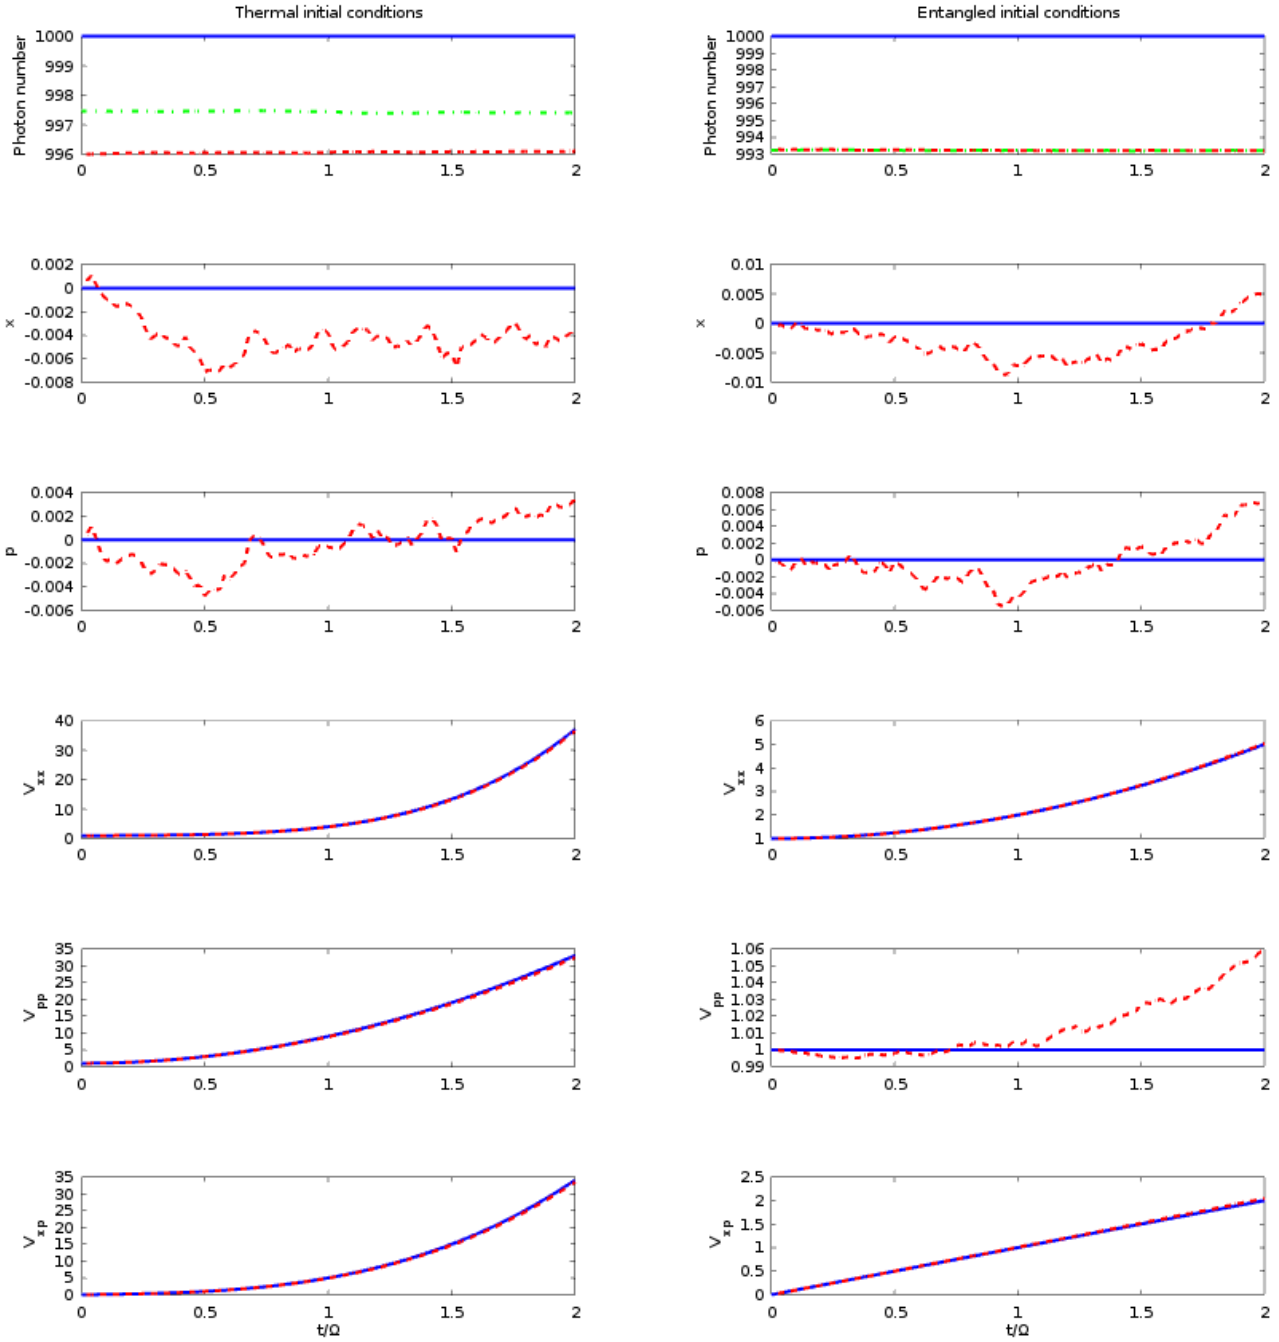 Thermal initial conditions
Photon number
1000
999
998
997
996
0 0.5 1 1.5 2
x
0.002
0
-0.002
-0.004
-0.006
-0.008
0 0.5 1 1.5 2
p
0.004
0.002
0
-0.002
-0.004
-0.006
0 0.5 1 1.5 2
V_xx
40
30
20
10
0
0 0.5 1 1.5 2
V_pp
35
30
25
20
15
10
5
0
0 0.5 1 1.5 2
V_xp
35
30
25
20
15
10
5
0
0 0.5 1 1.5 2
t/Ω
Entangled initial conditions
Photon number
1000
999
998
997
996
995
994
993
0 0.5 1 1.5 2
x
0.01
0.005
0
-0.005
-0.01
0 0.5 1 1.5 2
p
0.008
0.006
0.004
0.002
0
-0.002
-0.004
-0.006
0 0.5 1 1.5 2
V_xx
6
5
4
3
2
1
0 0.5 1 1.5 2
V_pp
1.06
1.05
1.04
1.03
1.02
1.01
1
0.99
0 0.5 1 1.5 2
V_xp
2.5
2
1.5
1
0.5
0
0 0.5 1 1.5 2
t/Ω